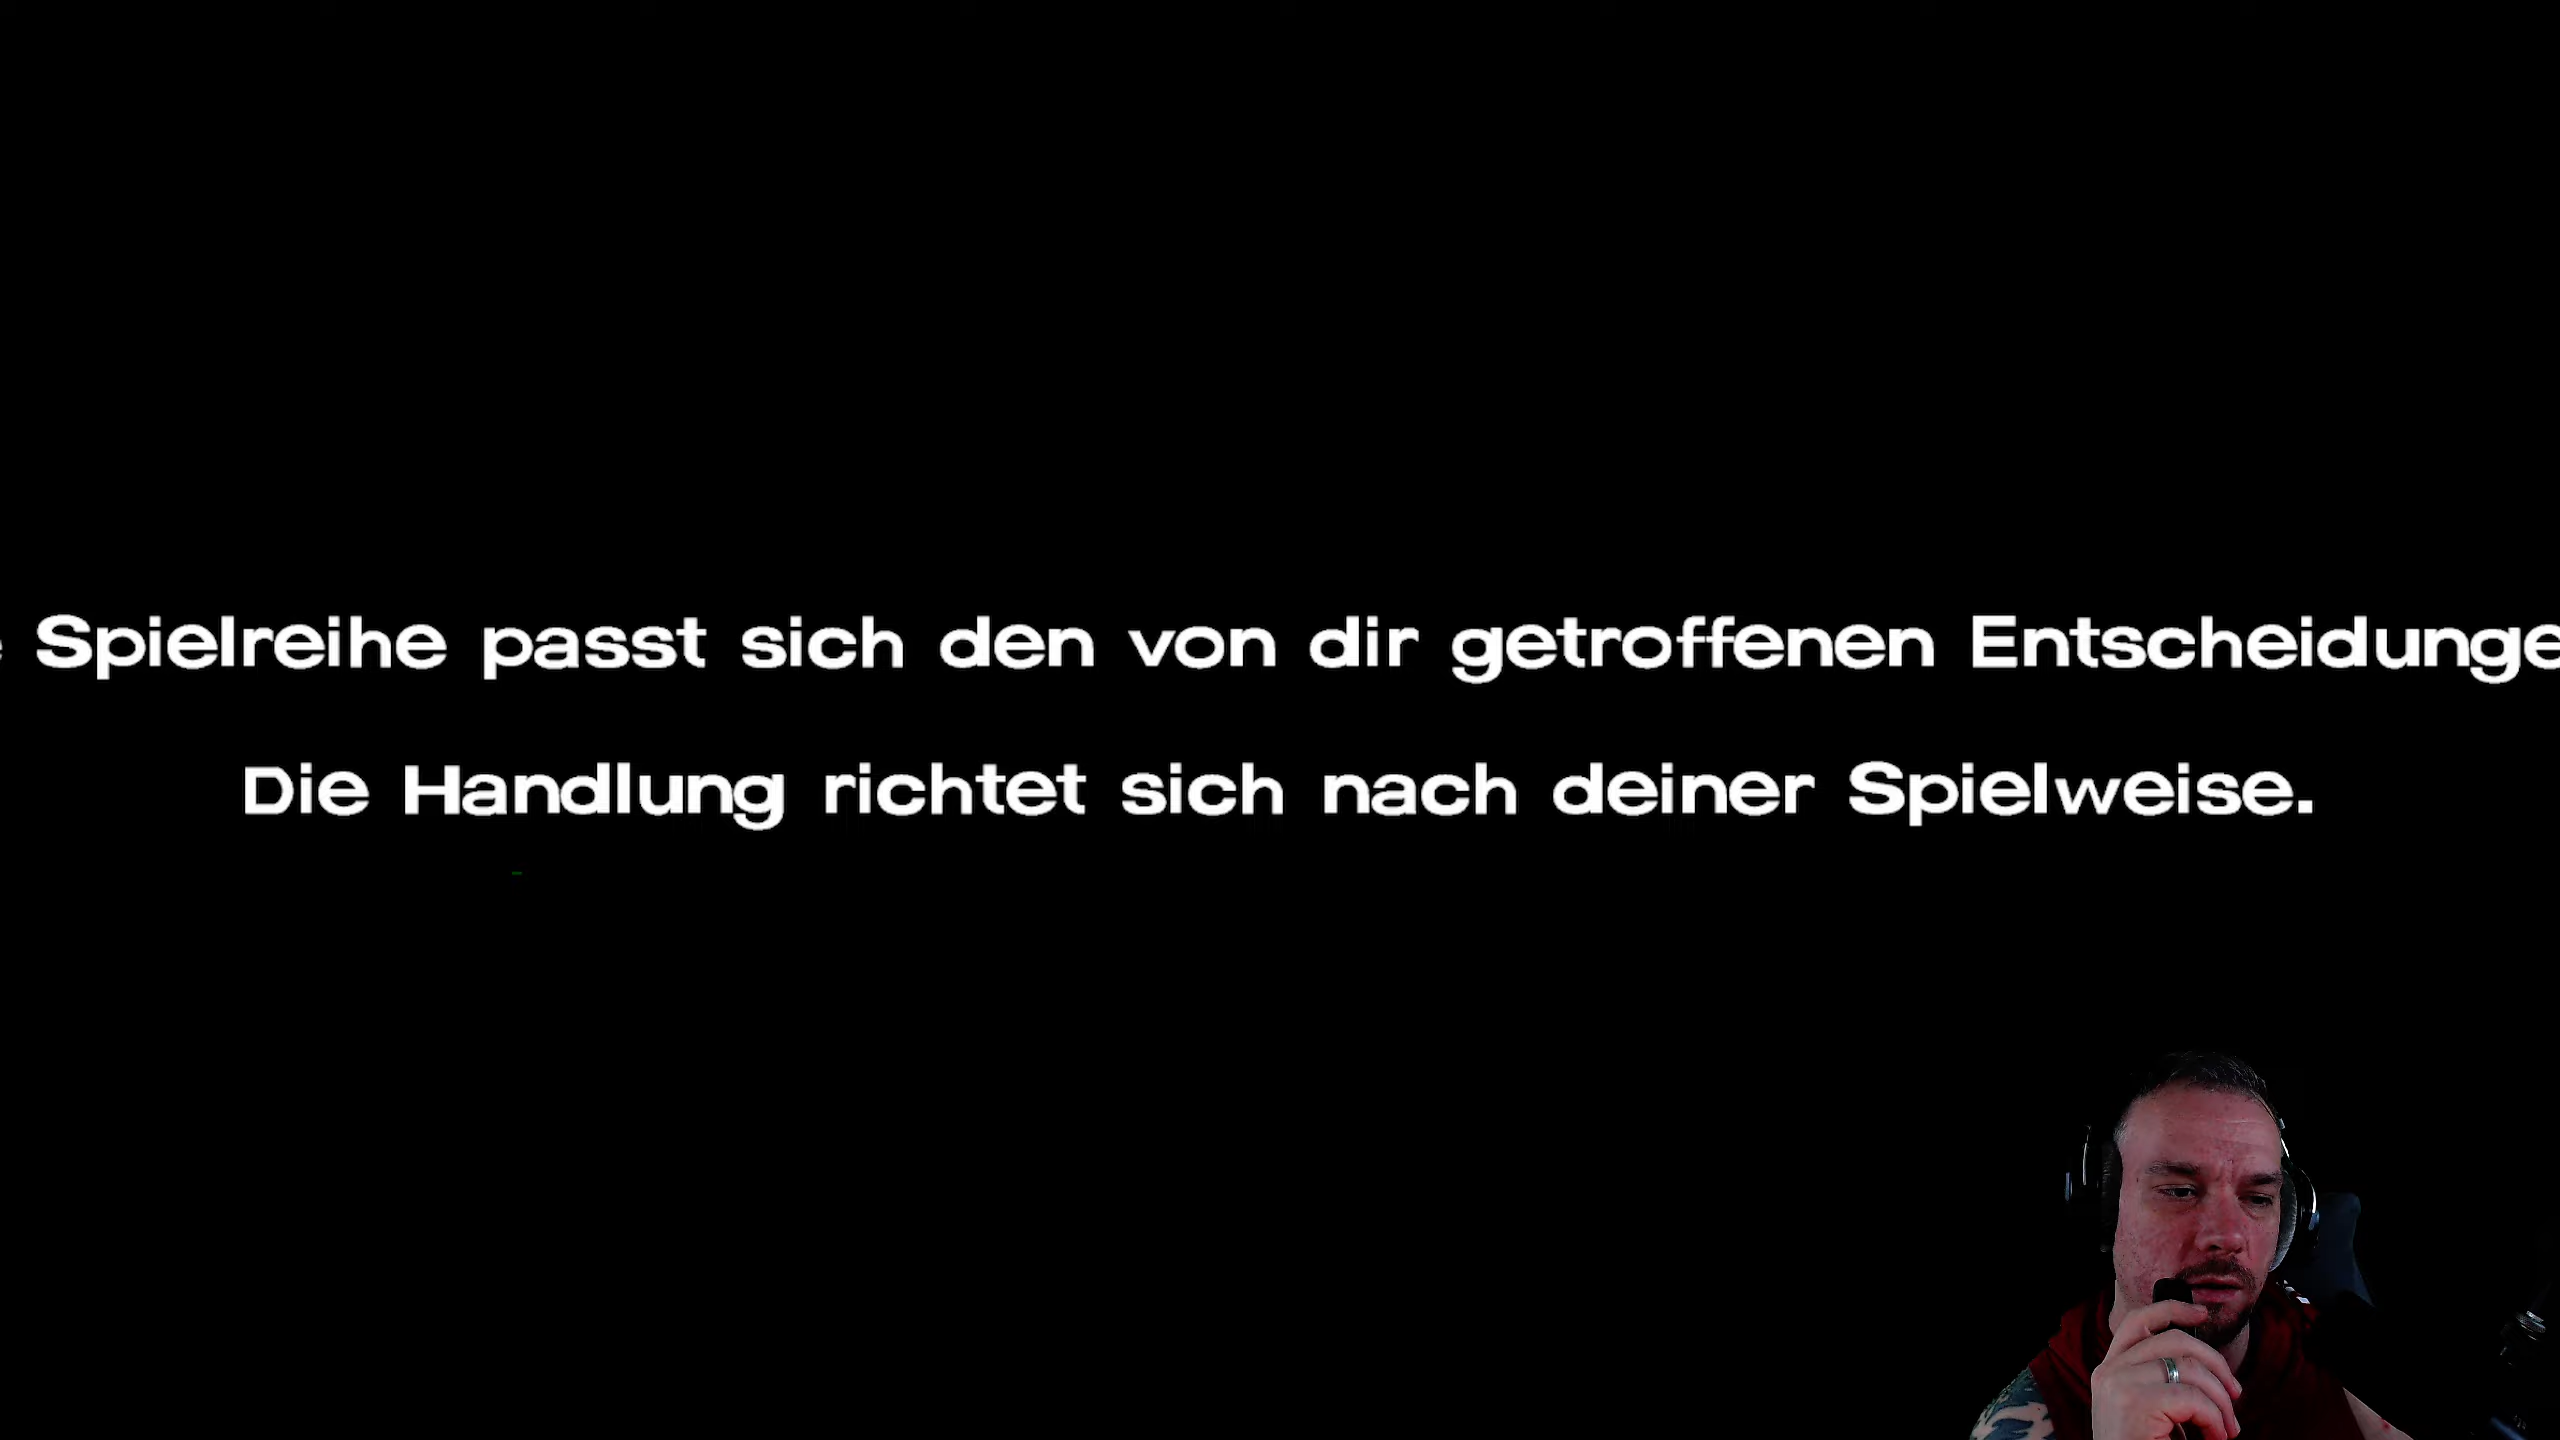 Spielreihe passt sich den von dir getroffenen Entscheidunge
Die Handlung richtet sich nach deiner Spielweise.